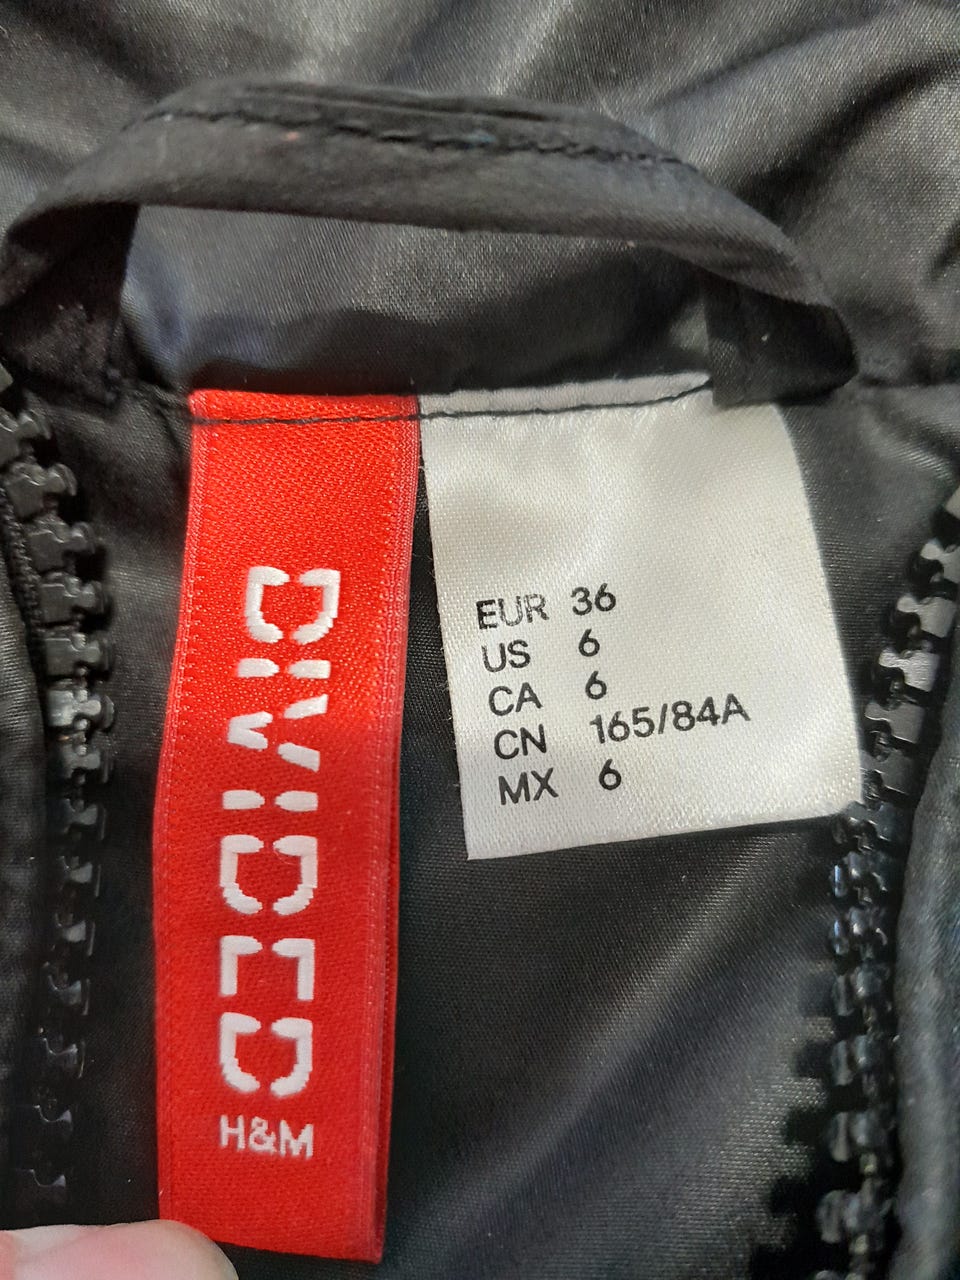 DIVIDED
H&M
EUR 36
US 6
CA 6
CN 165/84A
MX 6